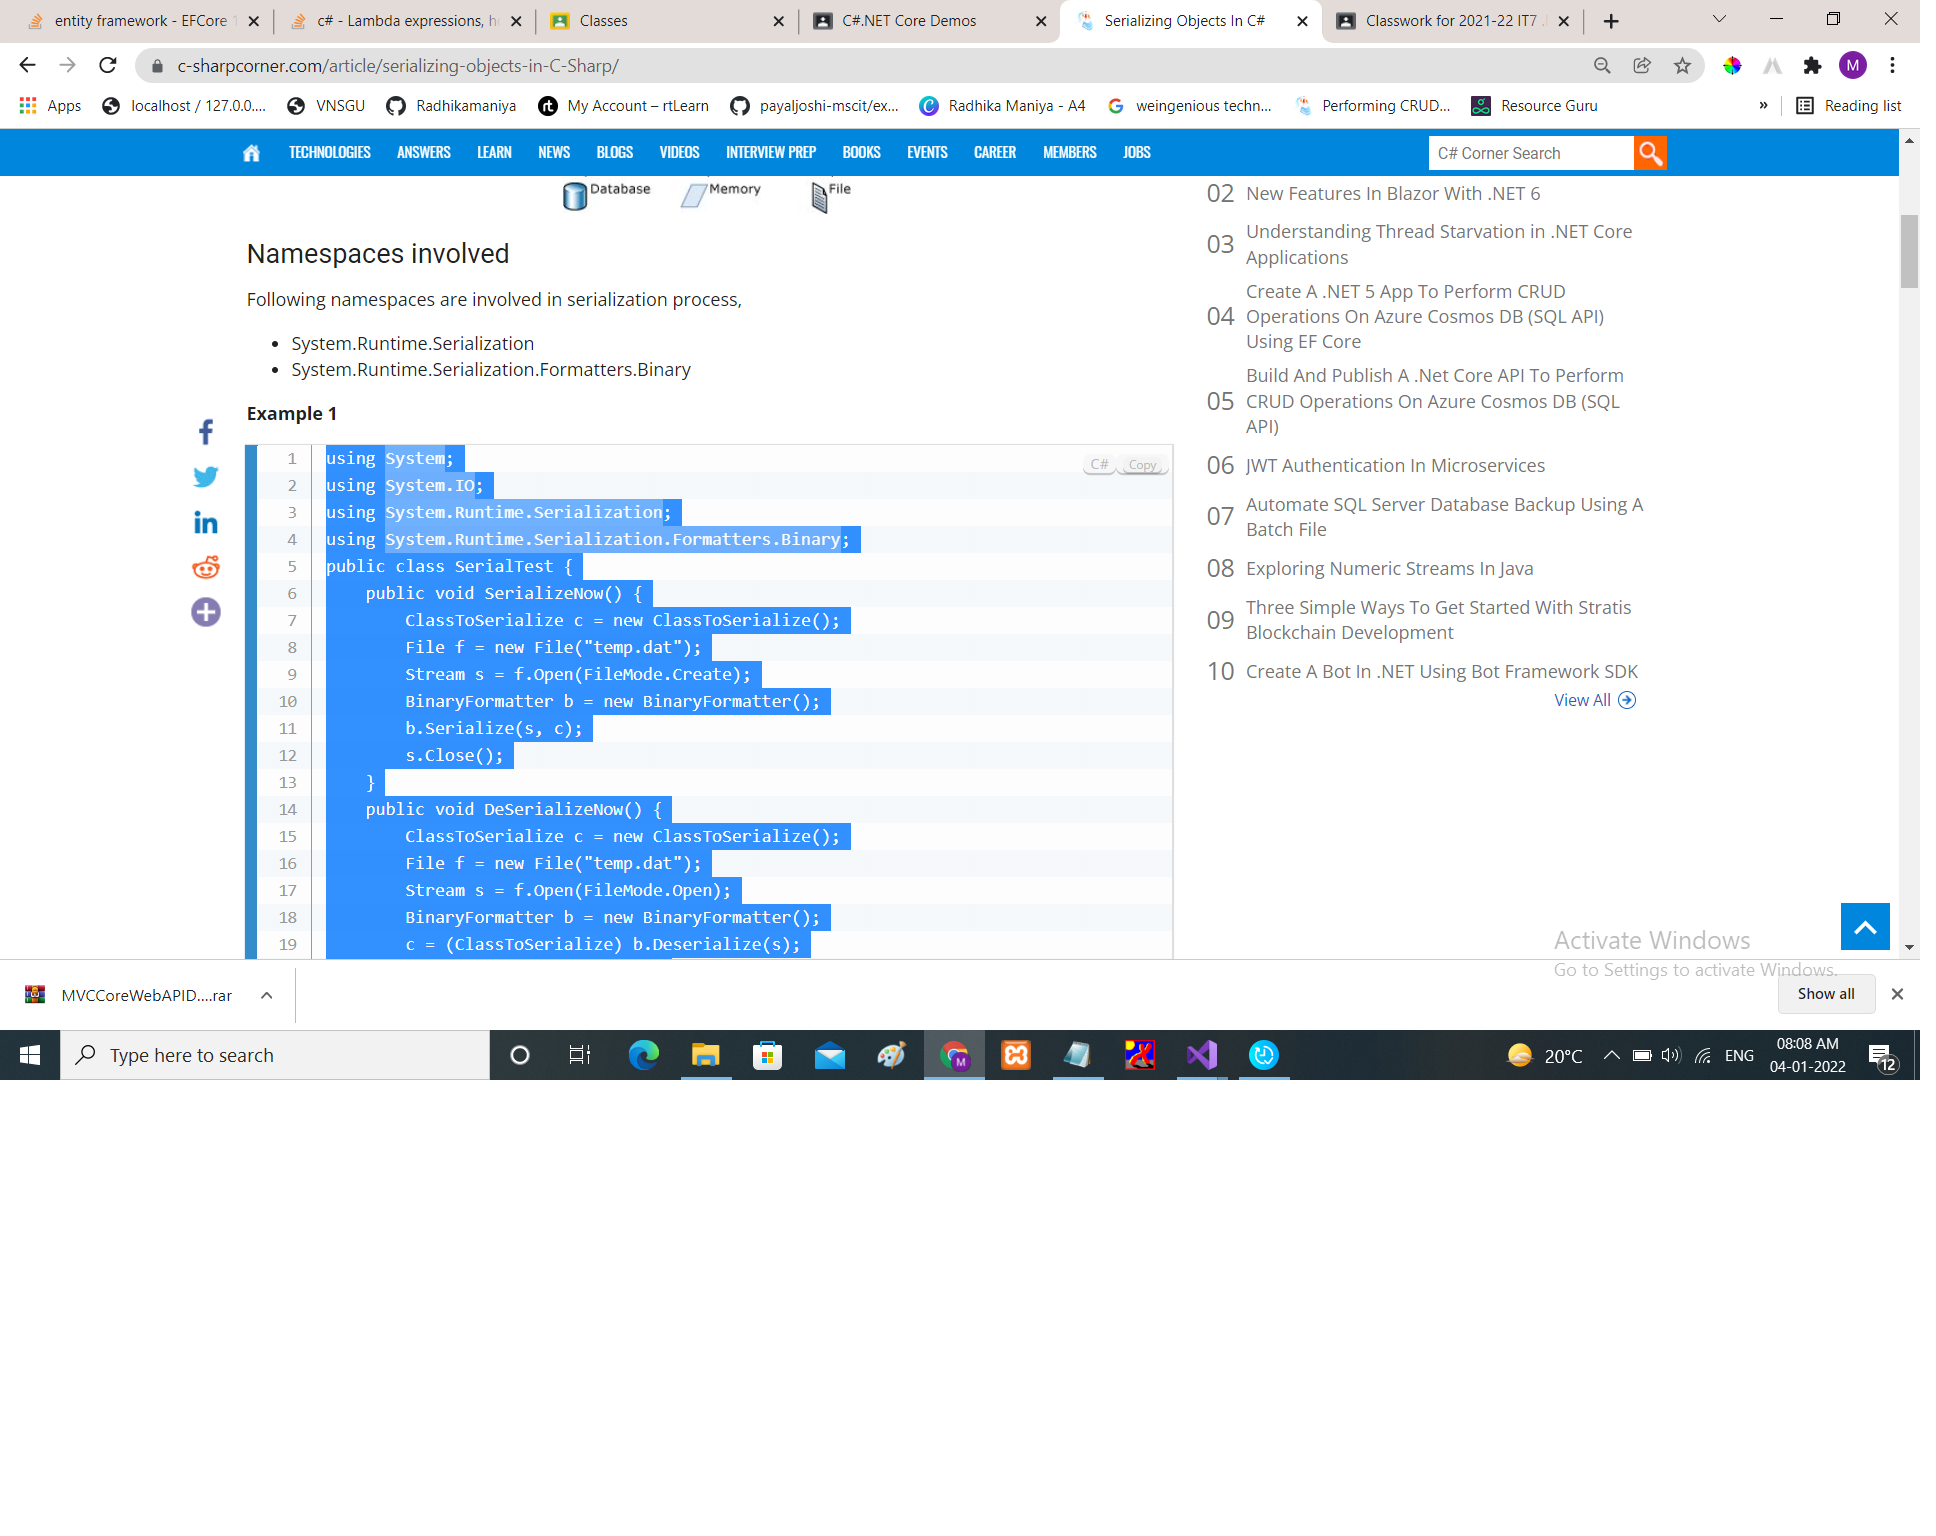 entity framework - EFCore
c# - Lambda expressions, h
Classes
C#.NET Core Demos
Serializing Objects In C#
Classwork for 2021-22 IT7
c-sharpcorner.com/article/serializing-objects-in-C-Sharp/
M
Apps
localhost / 127.0.0....
VNSGU
Radhikamaniya
rt
My Account – rtLearn
payaljoshi-mscit/ex...
Radhika Maniya - A4
weingenious techn...
Performing CRUD...
Resource Guru
»
Reading list
TECHNOLOGIES ANSWERS LEARN NEWS BLOGS VIDEOS INTERVIEW PREP BOOKS EVENTS CAREER MEMBERS JOBS
C# Corner Search
Database Memory File
Namespaces involved
Following namespaces are involved in serialization process,
• System.Runtime.Serialization
• System.Runtime.Serialization.Formatters.Binary
Example 1
C# Copy
1 using System;
2 using System.IO;
3 using System.Runtime.Serialization;
4 using System.Runtime.Serialization.Formatters.Binary;
5 public class SerialTest {
6 public void SerializeNow() {
7 ClassToSerialize c = new ClassToSerialize();
8 File f = new File("temp.dat");
9 Stream s = f.Open(FileMode.Create);
10 BinaryFormatter b = new BinaryFormatter();
11 b.Serialize(s, c);
12 s.Close();
13 }
14 public void DeSerializeNow() {
15 ClassToSerialize c = new ClassToSerialize();
16 File f = new File("temp.dat");
17 Stream s = f.Open(FileMode.Open);
18 BinaryFormatter b = new BinaryFormatter();
19 c = (ClassToSerialize) b.Deserialize(s);
02 New Features In Blazor With .NET 6
03 Understanding Thread Starvation in .NET Core
Applications
04 Create A .NET 5 App To Perform CRUD
Operations On Azure Cosmos DB (SQL API)
Using EF Core
05 Build And Publish A .Net Core API To Perform
CRUD Operations On Azure Cosmos DB (SQL
API)
06 JWT Authentication In Microservices
07 Automate SQL Server Database Backup Using A
Batch File
08 Exploring Numeric Streams In Java
09 Three Simple Ways To Get Started With Stratis
Blockchain Development
10 Create A Bot In .NET Using Bot Framework SDK
View All
Activate Windows
Go to Settings to activate Windows.
MVCCoreWebAPID....rar
Show all
Type here to search
M
20°C
ENG
08:08 AM
04-01-2022
12